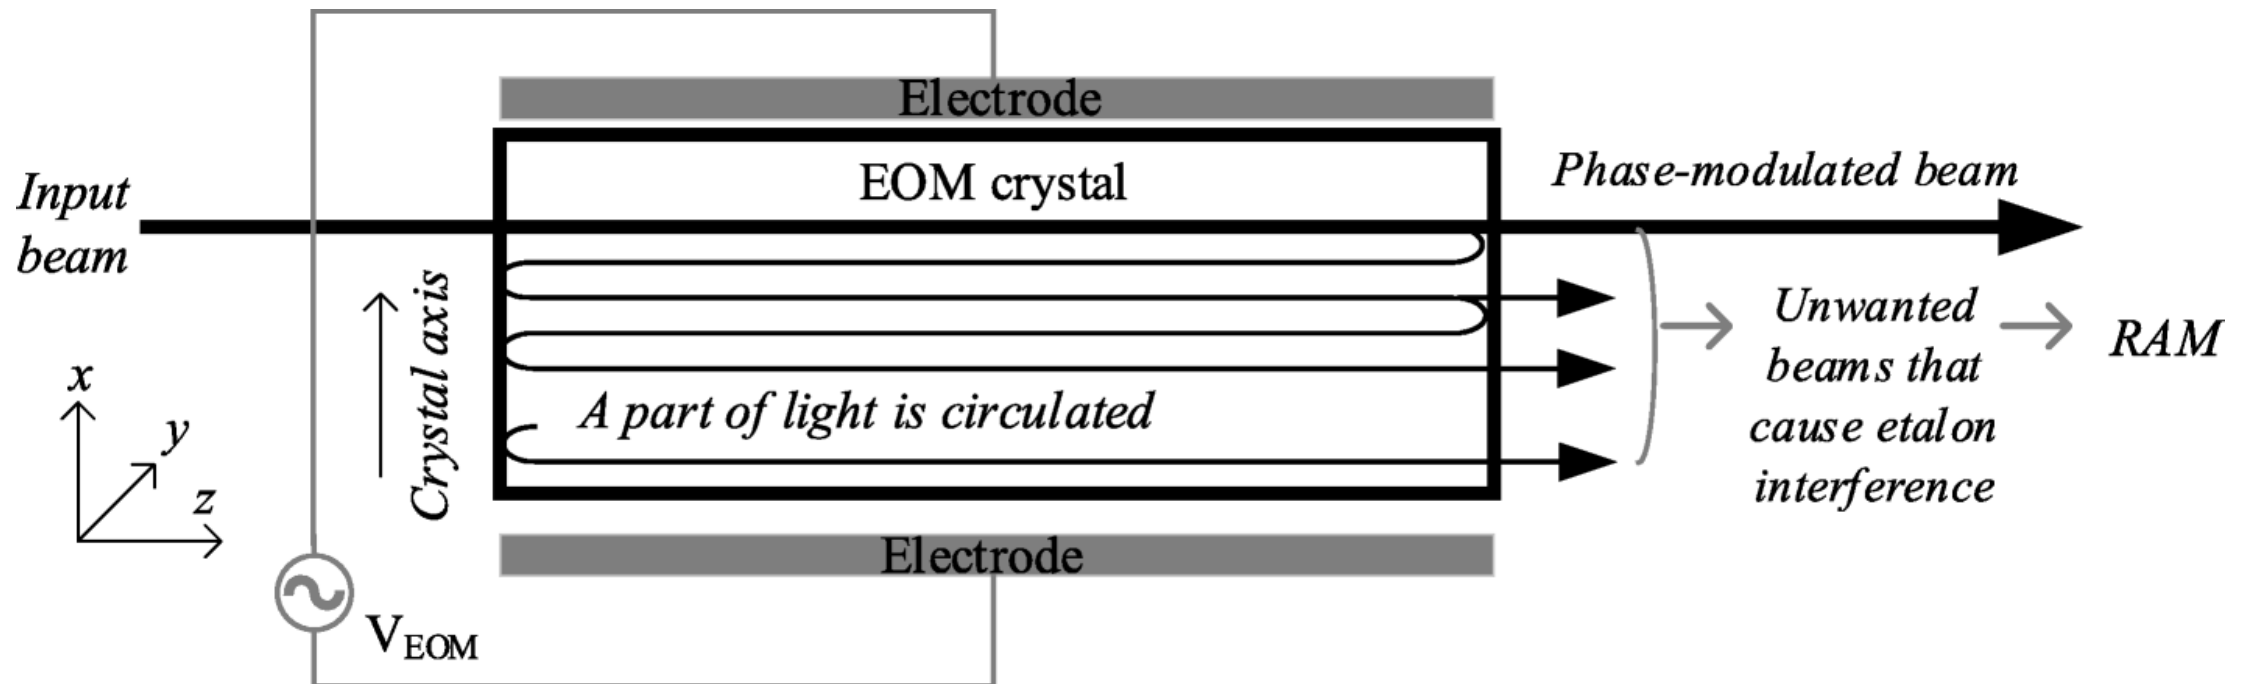 Electrode
EOM crystal
Phase-modulated beam
Input
beam
Crystal axis
Unwanted
beams that
cause etalon
interference
RAM
A part of light is circulated
x
y
z
Electrode
VEOM